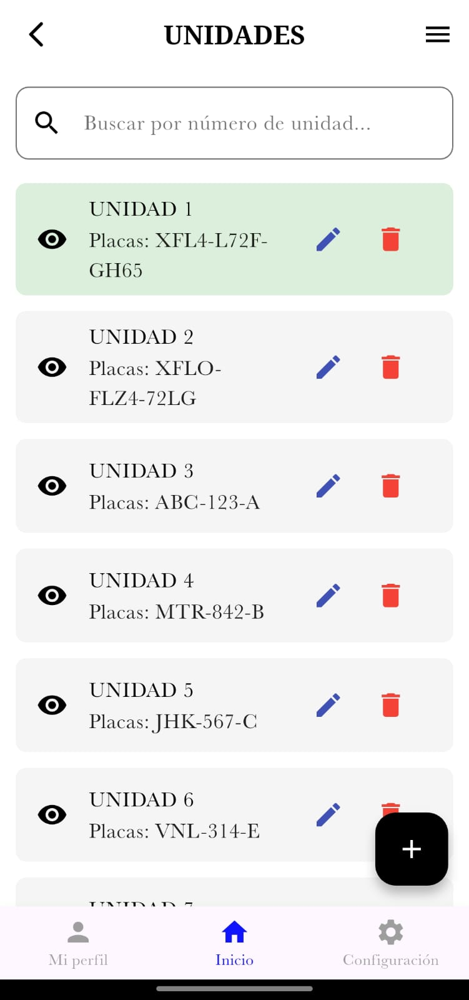 UNIDADES
Buscar por número de unidad...
UNIDAD 1
Placas: XFL4-L72F-
GH65
UNIDAD 2
Placas: XFLO-
FLZ4-72LG
UNIDAD 3
Placas: ABC-123-A
UNIDAD 4
Placas: MTR-842-B
UNIDAD 5
Placas: JHK-567-C
UNIDAD 6
Placas: VNL-314-E
UNIDAD 7
Mi perfil
Inicio
Configuración